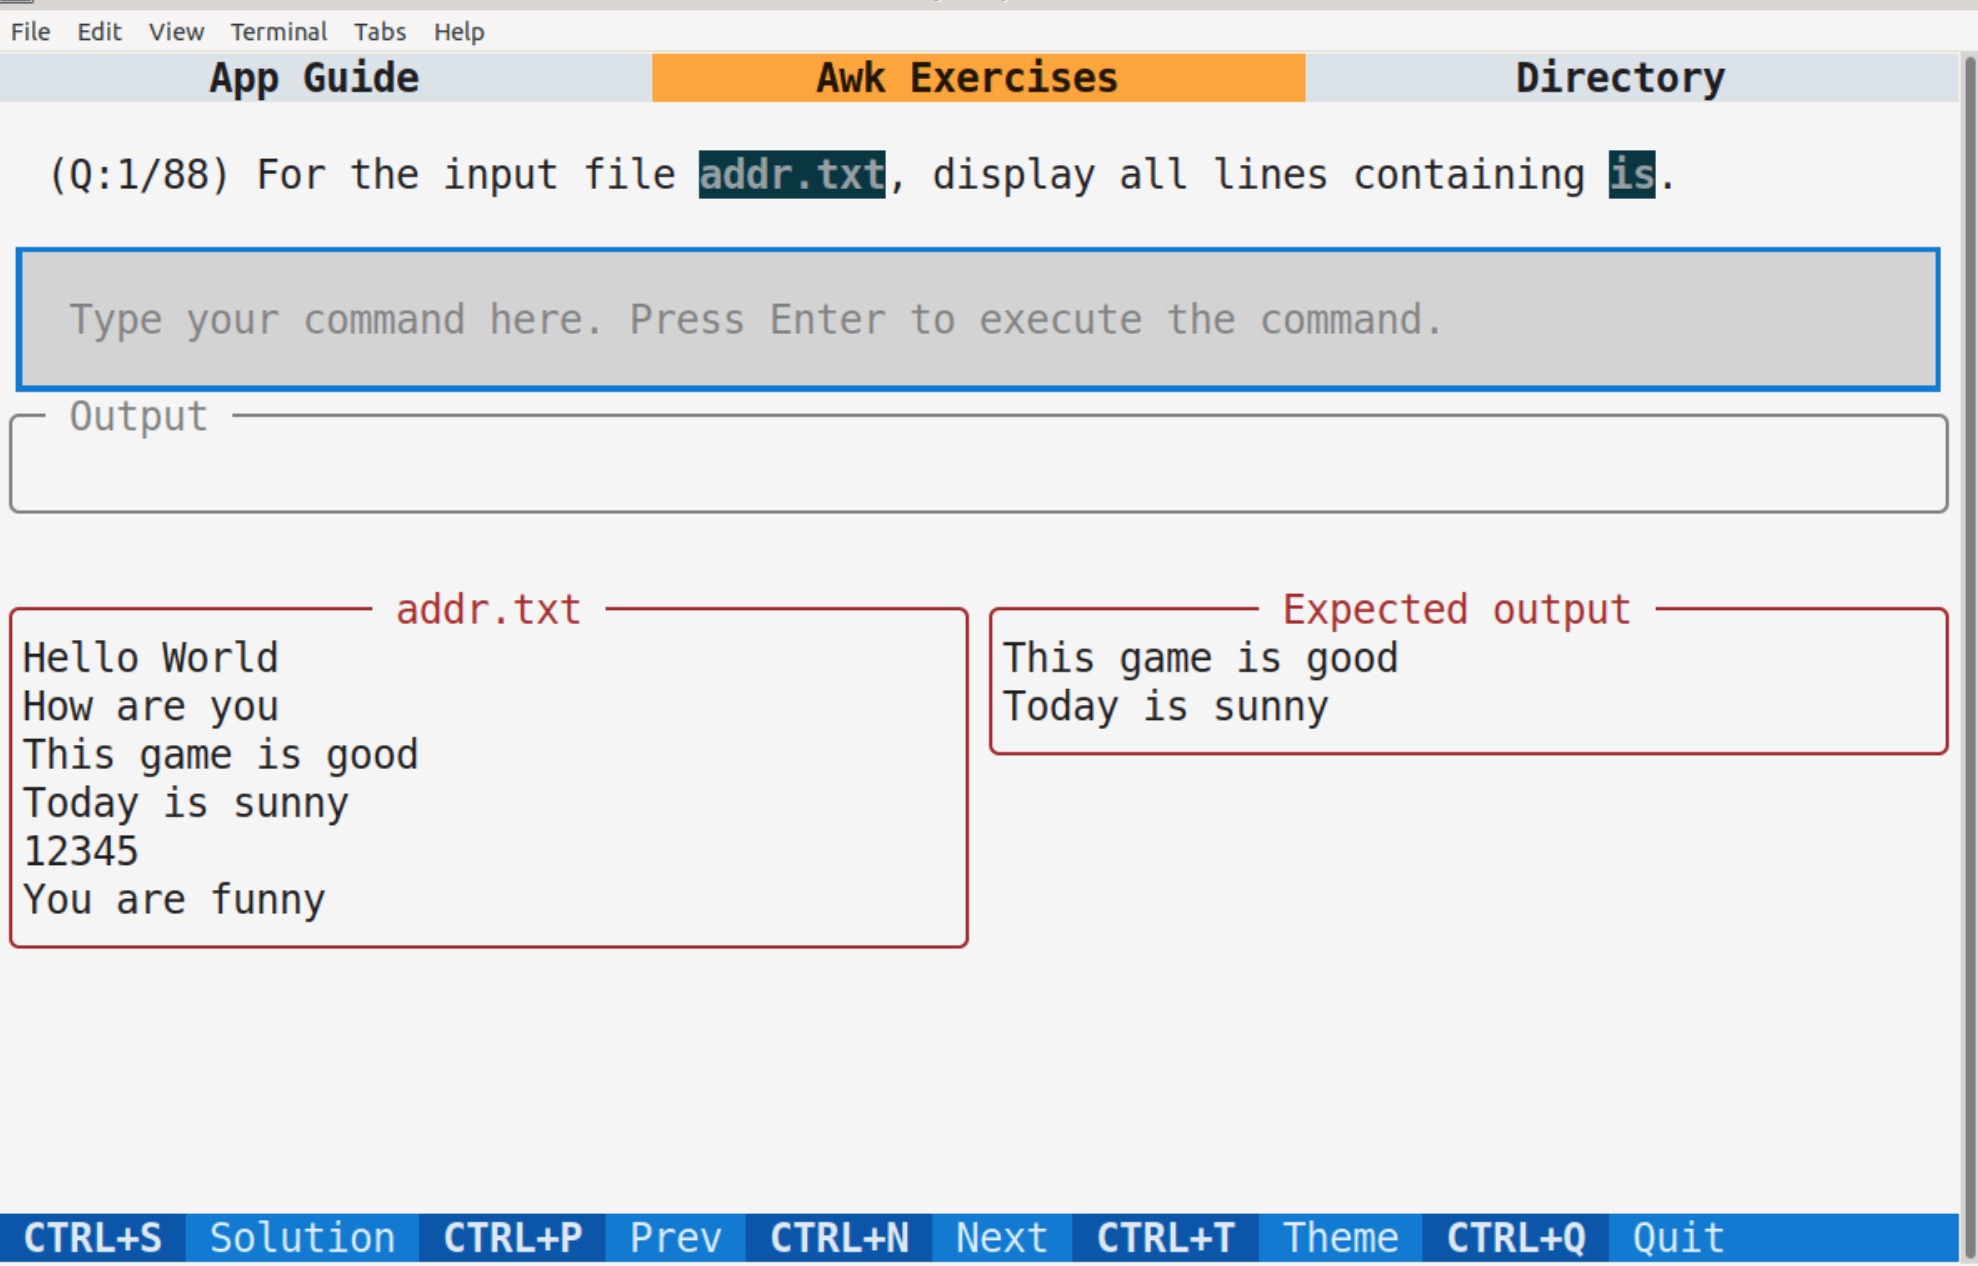 File Edit View Terminal Tabs Help
App Guide Awk Exercises Directory
(Q:1/88) For the input file addr.txt, display all lines containing is.
Type your command here. Press Enter to execute the command.
Output
addr.txt
Hello World
How are you
This game is good
Today is sunny
12345
You are funny
Expected output
This game is good
Today is sunny
CTRL+S Solution CTRL+P Prev CTRL+N Next CTRL+T Theme CTRL+Q Quit